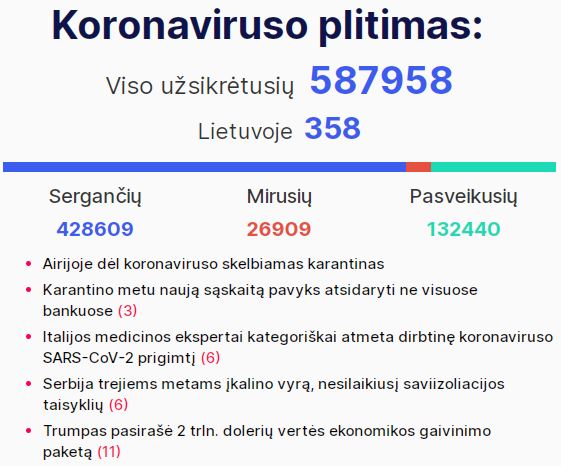 Koronaviruso plitimas:
Viso užsikrėtusių 587958
Lietuvoje 358
Sergančių Mirusių Pasveikusių
428609 26909 132440
• Airijoje dėl koronaviruso skelbiamas karantinas
• Karantino metu naują sąskaitą pavyks atsidaryti ne visuose
bankuose (3)
• Italijos medicinos ekspertai kategoriškai atmeta dirbtinę koronaviruso
SARS-CoV-2 prigimtį (6)
• Serbija trejiems metams įkalino vyrą, nesilaikiusį saviizoliacijos
taisyklių (6)
• Trumpas pasirašė 2 trln. dolerių vertės ekonomikos gaivinimo
paketą (11)